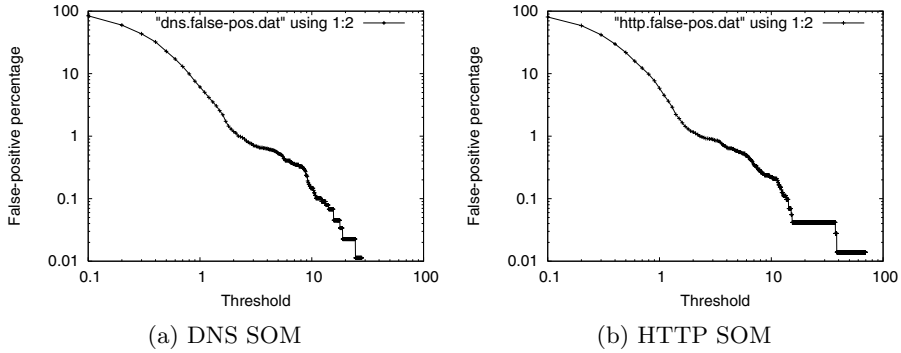 100
10
1
0.1
0.01
False-positive percentage
"dns.false-pos.dat" using 1:2
0.1 1 10 100
Threshold
(a) DNS SOM
100
10
1
0.1
0.01
False-positive percentage
"http.false-pos.dat" using 1:2
0.1 1 10 100
Threshold
(b) HTTP SOM